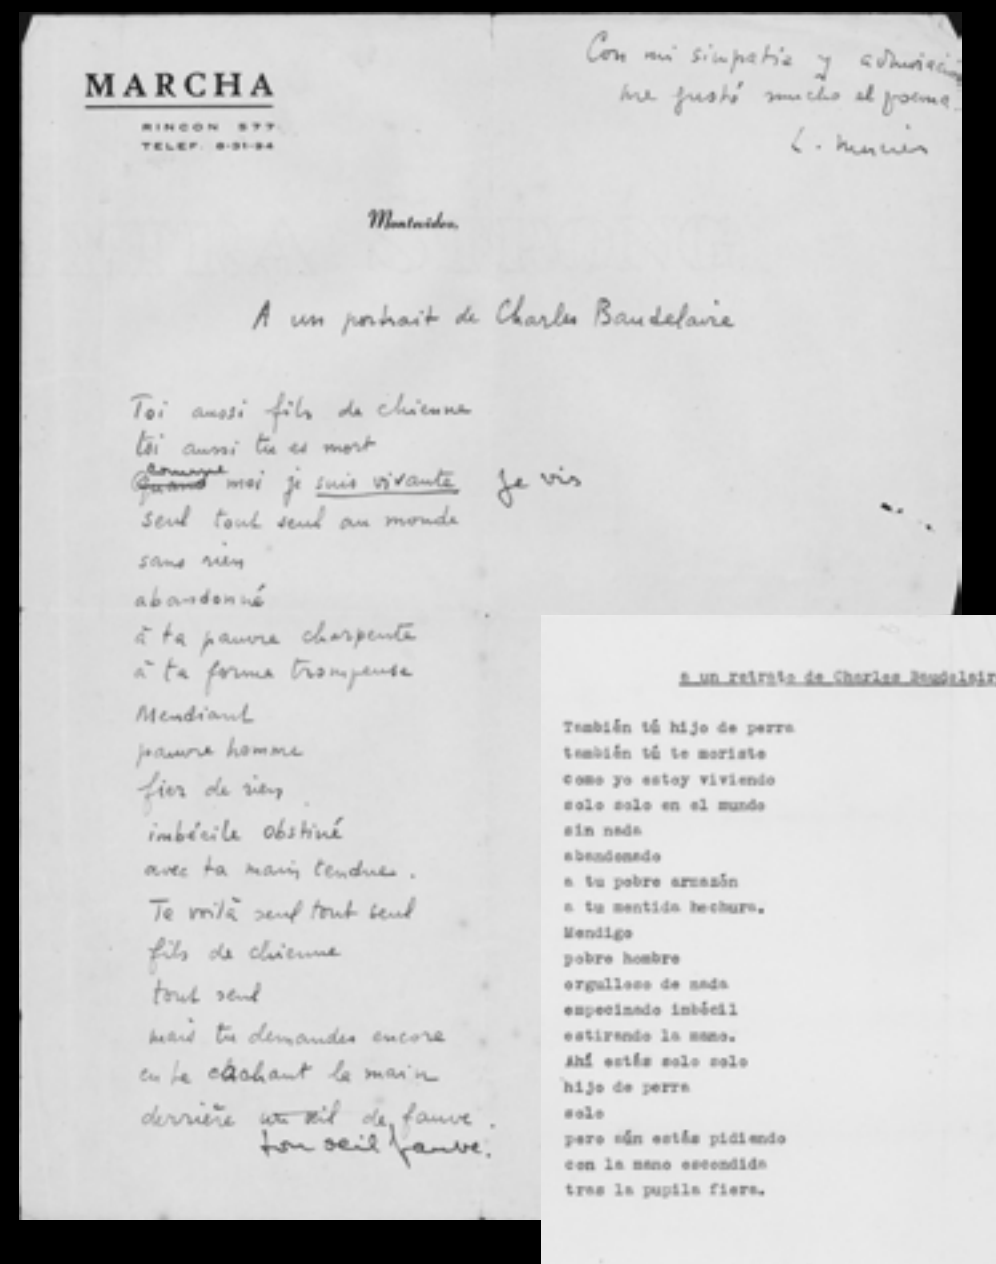 MARCHA
RINCON 577
TELEF. 8-31-94
Con mi simpatía y admiración
me gustó mucho el poema.
L. Mercier
Montevideo,
A un portrait de Charles Baudelaire
Toi aussi fils de chienne
toi aussi tu es mort
Quand comme moi je suis vivante Je vis
seul tout seul au monde
sans rien
abandonné
à ta pauvre charpente
à ta forme trompeuse
Mendiant
pauvre homme
fier de rien
imbécile obstiné
avec ta main tendue.
Te voilà seul tout seul
fils de chienne
tout seul
mais tu demandes encore
en te cachant la main
derrière un œil de fauve.
ton oeil fauve.
a un retrato de Charles Baudelair
También tú hijo de perra
también tú te moriste
como yo estoy viviendo
solo solo en el mundo
sin nada
abandonado
a tu pobre armazón
a tu mentida hechura.
Mendigo
pobre hombre
orgulloso de nada
empecinado imbécil
estirando la mano.
Ahí estás solo solo
hijo de perra
solo
pero aún estás pidiendo
con la mano escondida
tras la pupila fiera.